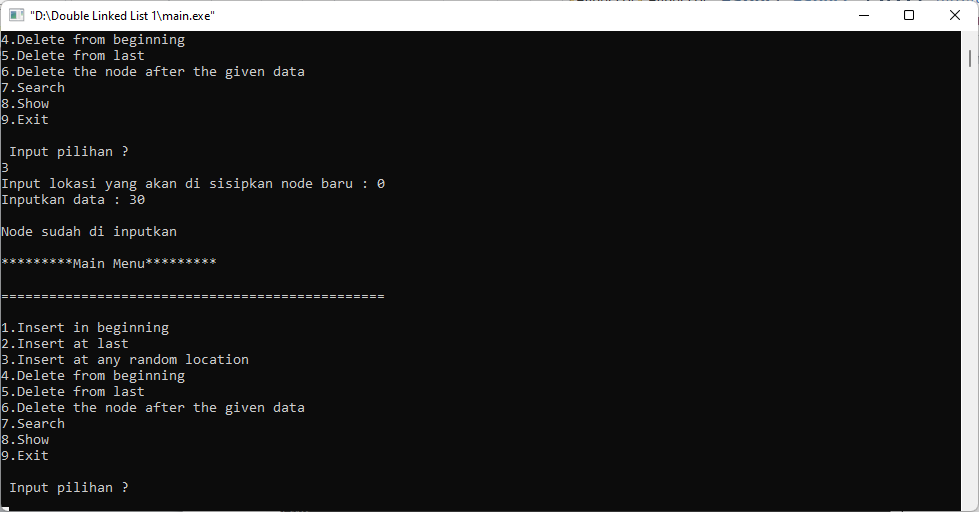 "D:\Double Linked List 1\main.exe"
4.Delete from beginning
5.Delete from last
6.Delete the node after the given data
7.Search
8.Show
9.Exit
Input pilihan ?
3
Input lokasi yang akan di sisipkan node baru : 0
Inputkan data : 30
Node sudah di inputkan
*********Main Menu*********
================================================
1.Insert in beginning
2.Insert at last
3.Insert at any random location
4.Delete from beginning
5.Delete from last
6.Delete the node after the given data
7.Search
8.Show
9.Exit
Input pilihan ?